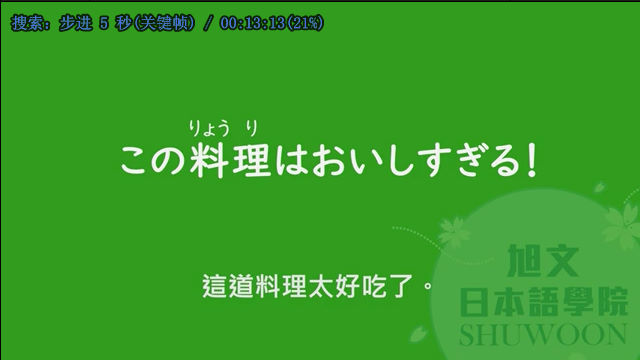 搜索: 步进 5 秒(关键帧) / 00:13:13(21%)
りょう り
この料理はおいしすぎる!
這道料理太好吃了。
旭文
日本語學院
SHUWOON